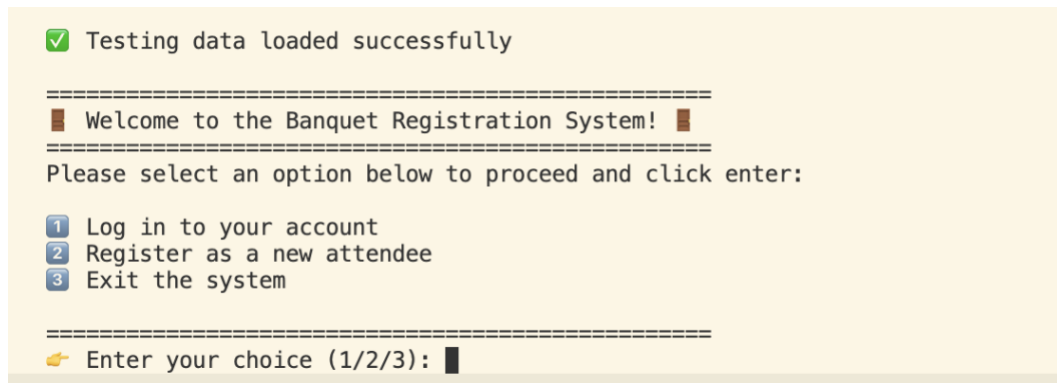 ✅ Testing data loaded successfully
==================================================
🚪 Welcome to the Banquet Registration System! 🚪
==================================================
Please select an option below to proceed and click enter:
1️⃣ Log in to your account
2️⃣ Register as a new attendee
3️⃣ Exit the system
==================================================
👉 Enter your choice (1/2/3):